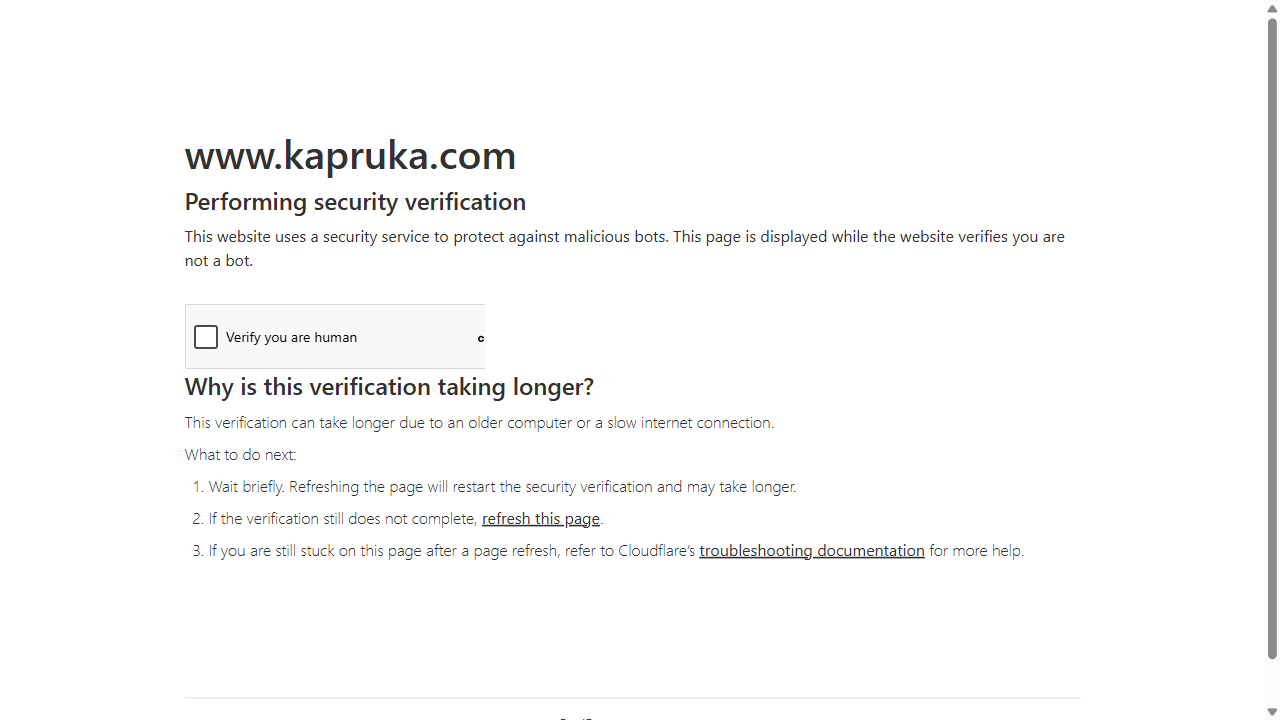 www.kapruka.com
Performing security verification
This website uses a security service to protect against malicious bots. This page is displayed while the website verifies you are
not a bot.
Verify you are human
Why is this verification taking longer?
This verification can take longer due to an older computer or a slow internet connection.
What to do next:
1. Wait briefly. Refreshing the page will restart the security verification and may take longer.
2. If the verification still does not complete, refresh this page.
3. If you are still stuck on this page after a page refresh, refer to Cloudflare's troubleshooting documentation for more help.